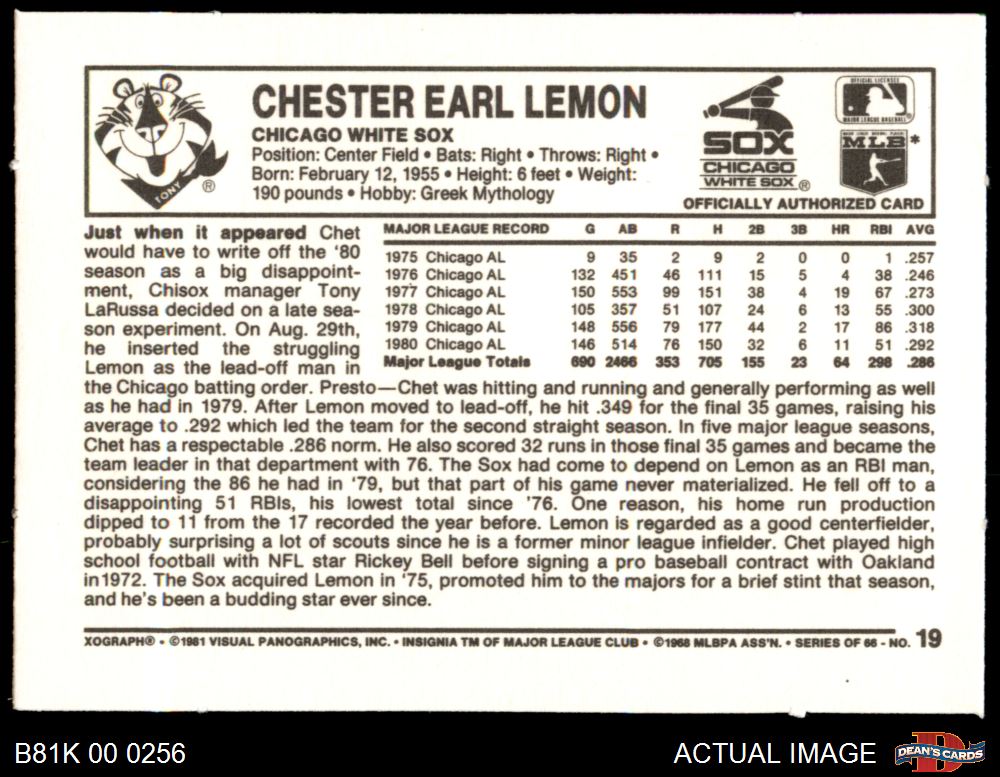 TONY ®
CHESTER EARL LEMON
CHICAGO WHITE SOX
Position: Center Field • Bats: Right • Throws: Right •
Born: February 12, 1955 • Height: 6 feet • Weight:
190 pounds • Hobby: Greek Mythology
SOX
CHICAGO
WHITE SOX ®
OFFICIAL LICENSEE
MAJOR LEAGUE BASEBALL
MAJOR LEAGUE BASEBALL PLAYERS
MLB *
OFFICIALLY AUTHORIZED CARD
Just when it appeared Chet
would have to write off the '80
season as a big disappoint-
ment, Chisox manager Tony
LaRussa decided on a late sea-
son experiment. On Aug. 29th,
he inserted the struggling
Lemon as the lead-off man in
MAJOR LEAGUE RECORD G AB R H 2B 3B HR RBI AVG
1975 Chicago AL 9 35 2 9 2 0 0 1 .257
1976 Chicago AL 132 451 46 111 15 5 4 38 .246
1977 Chicago AL 150 553 99 151 38 4 19 67 .273
1978 Chicago AL 105 357 51 107 24 6 13 55 .300
1979 Chicago AL 148 556 79 177 44 2 17 86 .318
1980 Chicago AL 146 514 76 150 32 6 11 51 .292
Major League Totals 690 2466 353 705 155 23 64 298 .286
the Chicago batting order. Presto—Chet was hitting and running and generally performing as well
as he had in 1979. After Lemon moved to lead-off, he hit .349 for the final 35 games, raising his
average to .292 which led the team for the second straight season. In five major league seasons,
Chet has a respectable .286 norm. He also scored 32 runs in those final 35 games and became the
team leader in that department with 76. The Sox had come to depend on Lemon as an RBI man,
considering the 86 he had in '79, but that part of his game never materialized. He fell off to a
disappointing 51 RBIs, his lowest total since '76. One reason, his home run production
dipped to 11 from the 17 recorded the year before. Lemon is regarded as a good centerfielder,
probably surprising a lot of scouts since he is a former minor league infielder. Chet played high
school football with NFL star Rickey Bell before signing a pro baseball contract with Oakland
in 1972. The Sox acquired Lemon in '75, promoted him to the majors for a brief stint that season,
and he's been a budding star ever since.
XOGRAPH® • ©1981 VISUAL PANOGRAPHICS, INC. • INSIGNIA TM OF MAJOR LEAGUE CLUB • ©1968 MLBPA ASS'N. • SERIES OF 66 - NO. 19
B81K 00 0256
ACTUAL IMAGE
DEAN'S CARDS